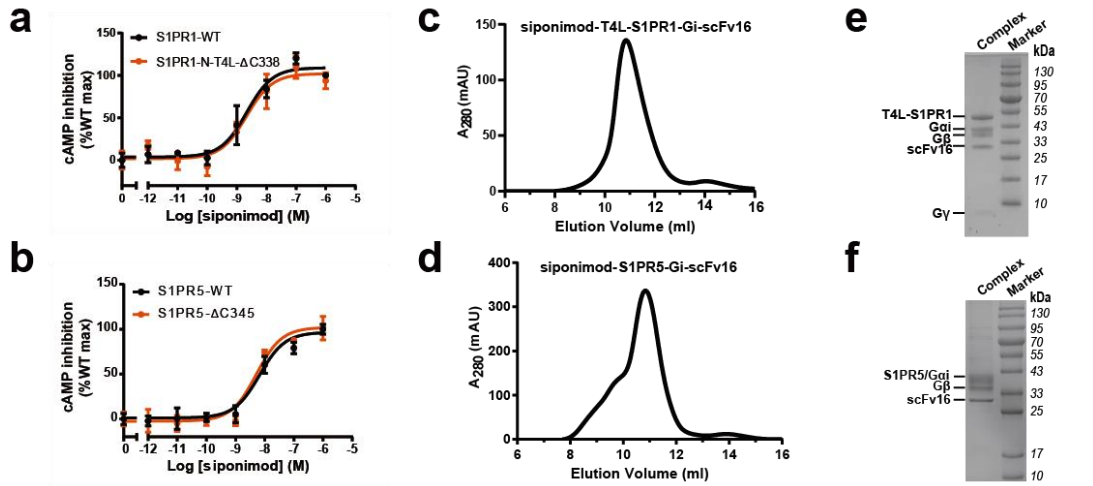 a
S1PR1-WT
S1PR1-N-T4L-ΔC338
cAMP inhibition
(%WT max)
150
100
50
0
0 -12 -11 -10 -9 -8 -7 -6 -5
Log [siponimod] (M)
b
S1PR5-WT
S1PR5-ΔC345
cAMP inhibition
(%WT max)
150
100
50
0
0 -12 -11 -10 -9 -8 -7 -6 -5
Log [siponimod] (M)
c
siponimod-T4L-S1PR1-Gi-scFv16
A280 (mAU)
150
100
50
0
6 8 10 12 14 16
Elution Volume (ml)
d
siponimod-S1PR5-Gi-scFv16
A280 (mAU)
400
300
200
100
0
6 8 10 12 14 16
Elution Volume (ml)
e
Complex
Marker
kDa
T4L-S1PR1
Gαi
Gβ
scFv16
Gγ
130
95
70
55
43
33
25
17
10
f
Complex
Marker
kDa
S1PR5/Gαi
Gβ
scFv16
130
95
70
55
43
33
25
17
10